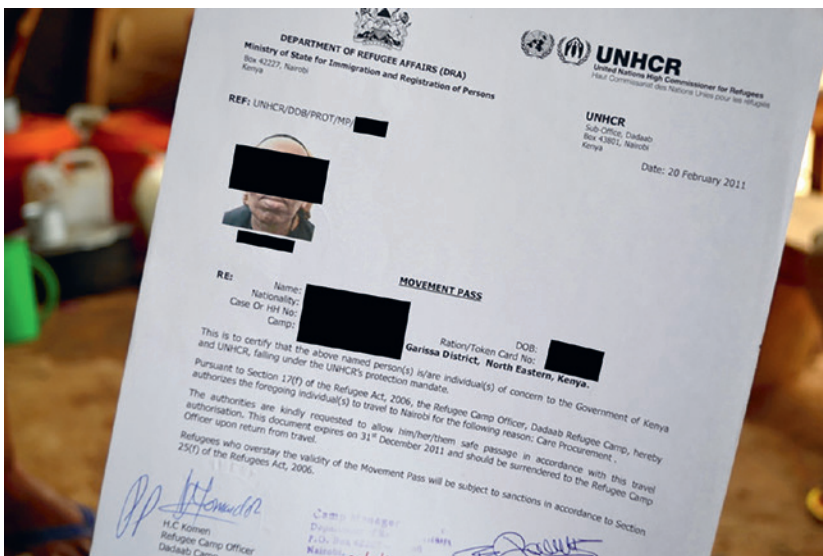 DEPARTMENT OF REFUGEE AFFAIRS (DRA)
Ministry of State for Immigration and Registration of Persons
Box 42227, Nairobi
Kenya
UNHCR
United Nations High Commissioner for Refugees
Haut Commissariat des Nations Unies pour les réfugiés
REF: UNHCR/DDB/PROT/MP/
UNHCR
Sub-Office, Dadaab
Box 43801, Nairobi
Kenya
Date: 20 February 2011
MOVEMENT PASS
RE:
Name:
Nationality:
Case Or HH No:
Camp:
DOB:
Ration/Token Card No:
Garissa District, North Eastern, Kenya.
This is to certify that the above named person(s) is/are individual(s) of concern to the Government of Kenya
and UNHCR, falling under the UNHCR's protection mandate.
Pursuant to Section 17(f) of the Refugee Act, 2006, the Refugee Camp Officer, Dadaab Refugee Camp, hereby
authorizes the foregoing individual(s) to travel to Nairobi for the following reason: Care Procurement .
The authorities are kindly requested to allow him/her/them safe passage in accordance with this travel
authorisation. This document expires on 31st December 2011 and should be surrendered to the Refugee Camp
Officer upon return from travel.
Refugees who overstay the validity of the Movement Pass will be subject to sanctions in accordance to Section
25(f) of the Refugees Act, 2006.
H.C Komen
Refugee Camp Officer
Dadaab Camp
Camp Manager
P.O. Box
Nairobi